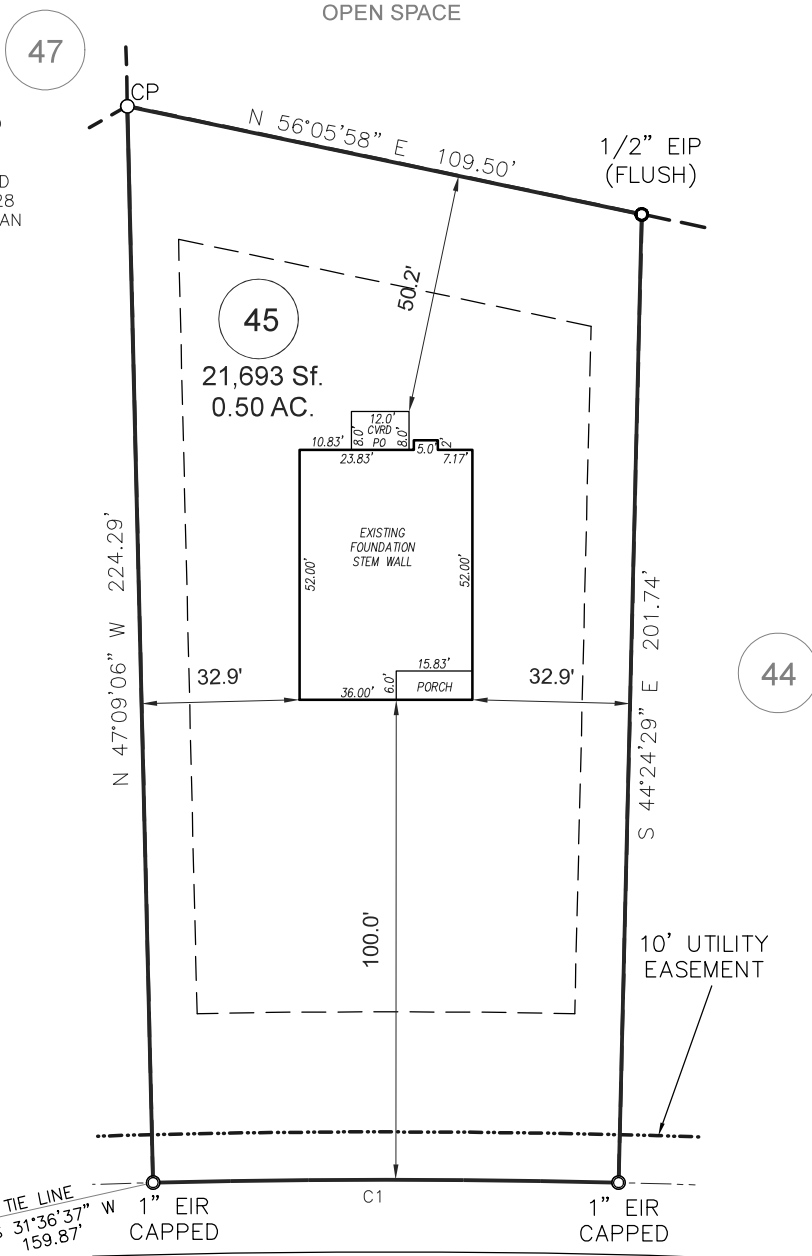 OPEN SPACE
47
CP
D
28
AN
N 56°05'58" E 109.50'
1/2" EIP
(FLUSH)
50.2'
45
21,693 Sf.
0.50 AC.
12.0'
CVRD
PO
8.0'
8.0'
10.83'
23.83'
5.0'
2'
7.17'
EXISTING
FOUNDATION
STEM WALL
52.00'
52.00'
N 47°09'06" W 224.29'
S 44°24'29" E 201.74'
44
32.9'
32.9'
15.83'
6.0'
PORCH
36.00'
100.0'
10' UTILITY
EASEMENT
C1
TIE LINE
S 31°36'37" W
159.87'
1" EIR
CAPPED
1" EIR
CAPPED